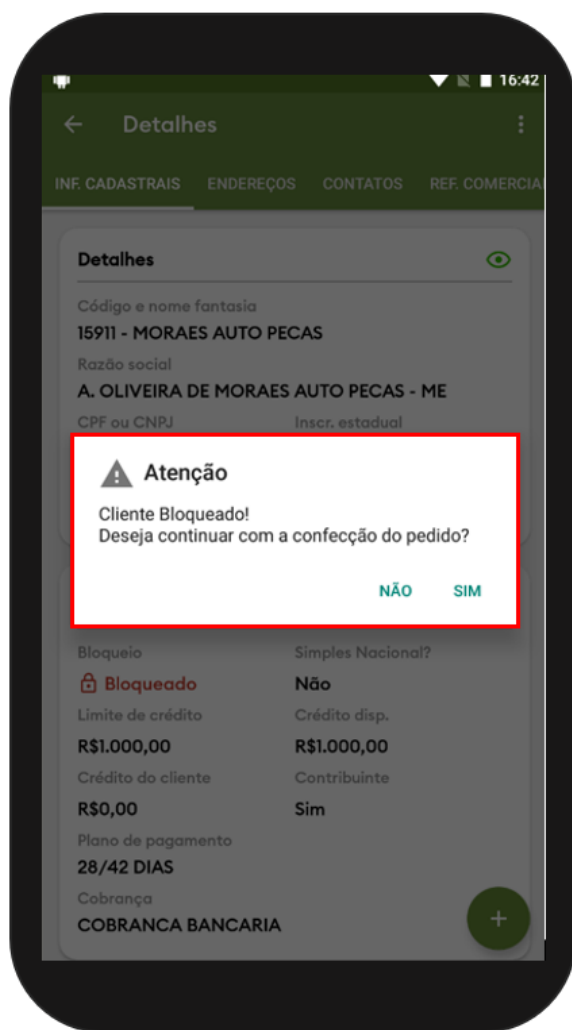 16:42
Detalhes
INF. CADASTRAIS ENDEREÇOS CONTATOS REF. COMERCIAI
Detalhes
Código e nome fantasia
15911 - MORAES AUTO PECAS
Razão social
A. OLIVEIRA DE MORAES AUTO PECAS - ME
CPF ou CNPJ Inscr. estadual
Atenção
Cliente Bloqueado!
Deseja continuar com a confecção do pedido?
NÃO SIM
Bloqueio Simples Nacional?
Bloqueado Não
Limite de crédito Crédito disp.
R$1.000,00 R$1.000,00
Crédito do cliente Contribuinte
R$0,00 Sim
Plano de pagamento
28/42 DIAS
Cobrança
COBRANCA BANCARIA
+